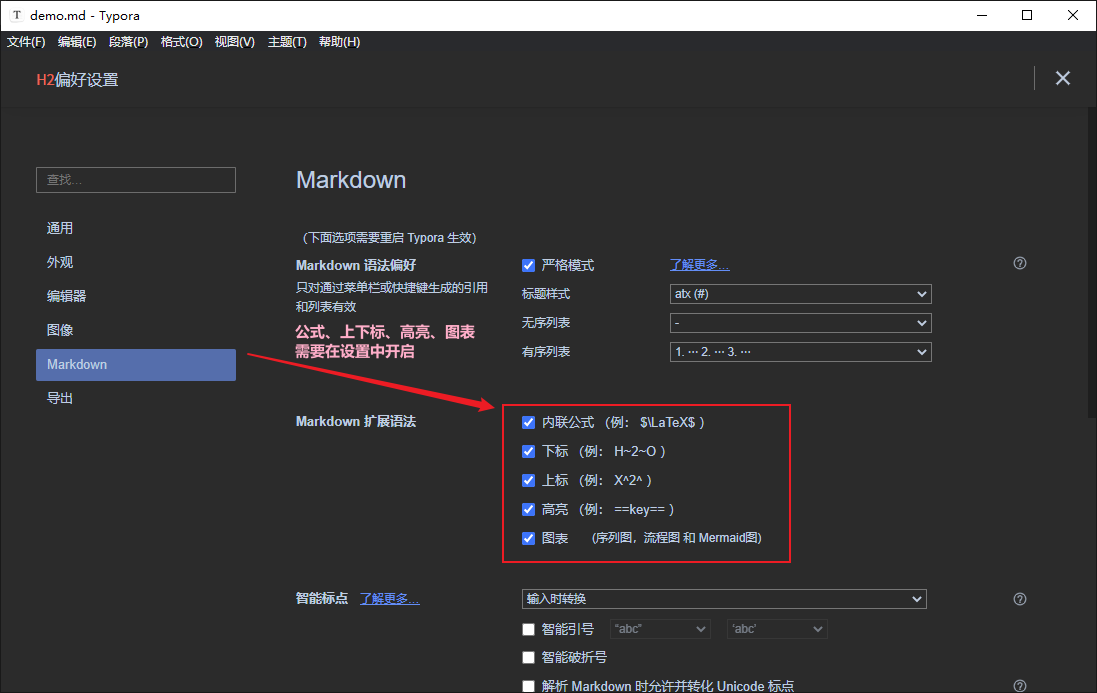 T demo.md - Typora
文件(F) 编辑(E) 段落(P) 格式(O) 视图(V) 主题(T) 帮助(H)
H2偏好设置
查找...
通用
外观
编辑器
图像
Markdown
导出
Markdown
(下面选项需要重启 Typora 生效)
Markdown 语法偏好
只对通过菜单栏或快捷键生成的引用
和列表有效
严格模式 了解更多...
标题样式 atx (#)
无序列表 -
有序列表 1. ··· 2. ··· 3. ···
公式、上下标、高亮、图表
需要在设置中开启
Markdown 扩展语法
内联公式 (例: $\LaTeX$ )
下标 (例: H~2~O )
上标 (例: X^2^ )
高亮 (例: ==key== )
图表 (序列图，流程图 和 Mermaid图)
智能标点 了解更多... 输入时转换
智能引号 “abc” ‘abc’
智能破折号
解析 Markdown 时允许并转化 Unicode 标点